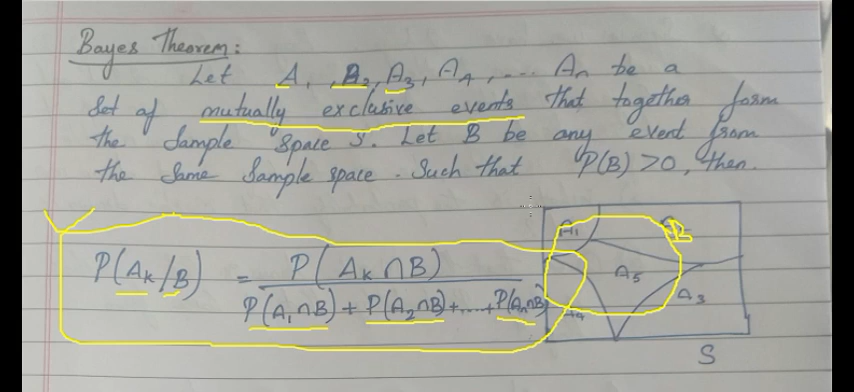 Bayes Theorem:
Let A₁, A₂, A₃, A₄, .... Aₙ be a
set of mutually exclusive events that together form
the sample space S. Let B be any event from
the same sample space. Such that P(B) >0, then.
P(Aₖ/B) = P(Aₖ∩B)
P(A₁∩B) + P(A₂∩B)+....+P(Aₙ∩B)
A₁
B
A₅
A₃
A₄
S